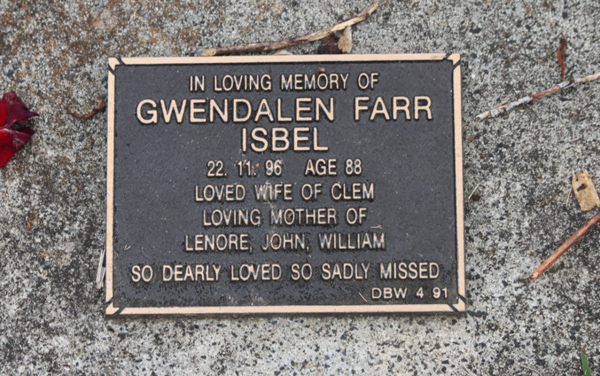 IN LOVING MEMORY OF
GWENDALEN FARR
ISBEL
22. 11. 96 AGE 88
LOVED WIFE OF CLEM
LOVING MOTHER OF
LENORE, JOHN, WILLIAM
SO DEARLY LOVED SO SADLY MISSED
DBW 4 91